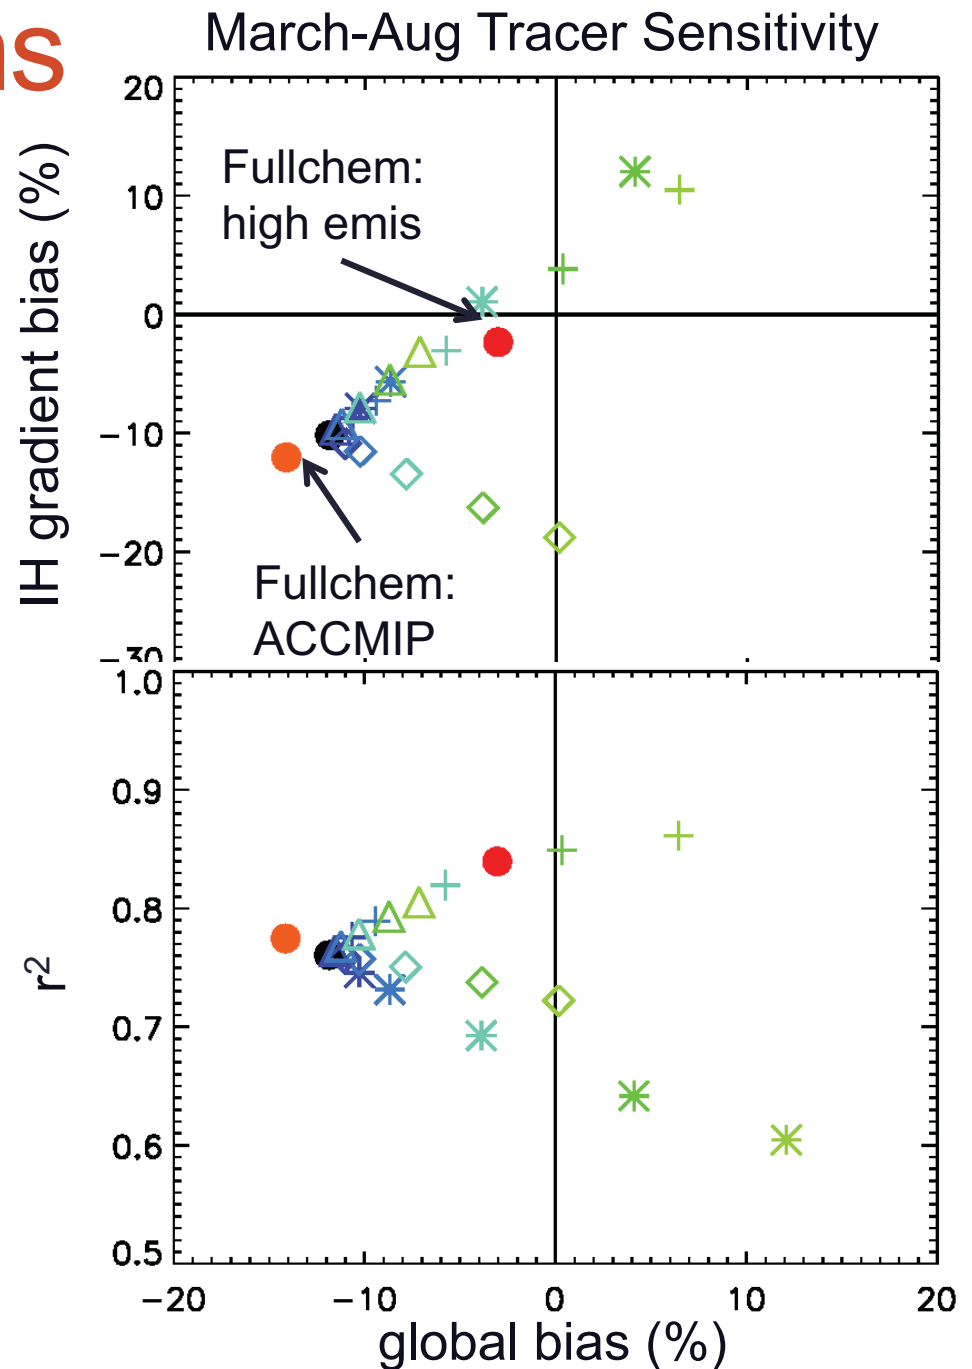 ns
March-Aug Tracer Sensitivity
IH gradient bias (%)
20
10
0
−10
−20
−30
Fullchem:
high emis
Fullchem:
ACCMIP
r2
1.0
0.9
0.8
0.7
0.6
0.5
−20 −10 0 10 20
global bias (%)